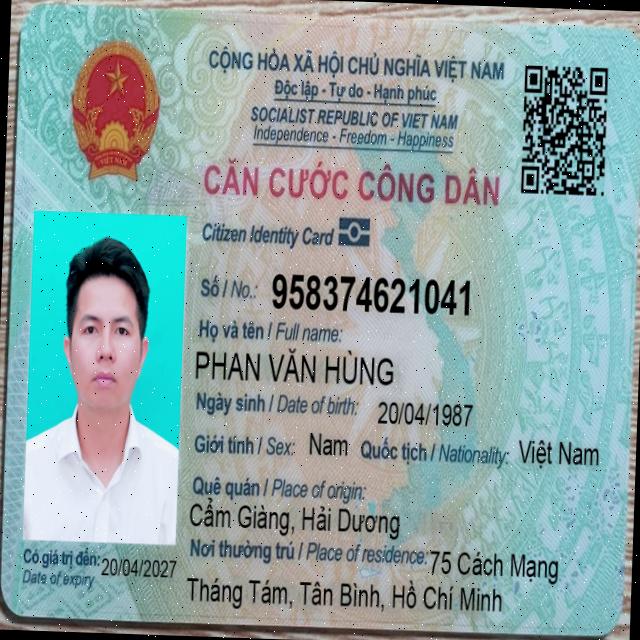 CỘNG HÒA XÃ HỘI CHỦ NGHĨA VIỆT NAM
Độc lập - Tự do - Hạnh phúc
SOCIALIST REPUBLIC OF VIET NAM
Independence - Freedom - Happiness
CĂN CƯỚC CÔNG DÂN
Citizen Identity Card
Số / No.: 958374621041
Họ và tên / Full name:
PHAN VĂN HÙNG
Ngày sinh / Date of birth: 20/04/1987
Giới tính / Sex: Nam Quốc tịch / Nationality: Việt Nam
Quê quán / Place of origin:
Cẩm Giàng, Hải Dương
Nơi thường trú / Place of residence: 75 Cách Mạng
Tháng Tám, Tân Bình, Hồ Chí Minh
Có giá trị đến: 20/04/2027
Date of expiry
VIỆT NAM